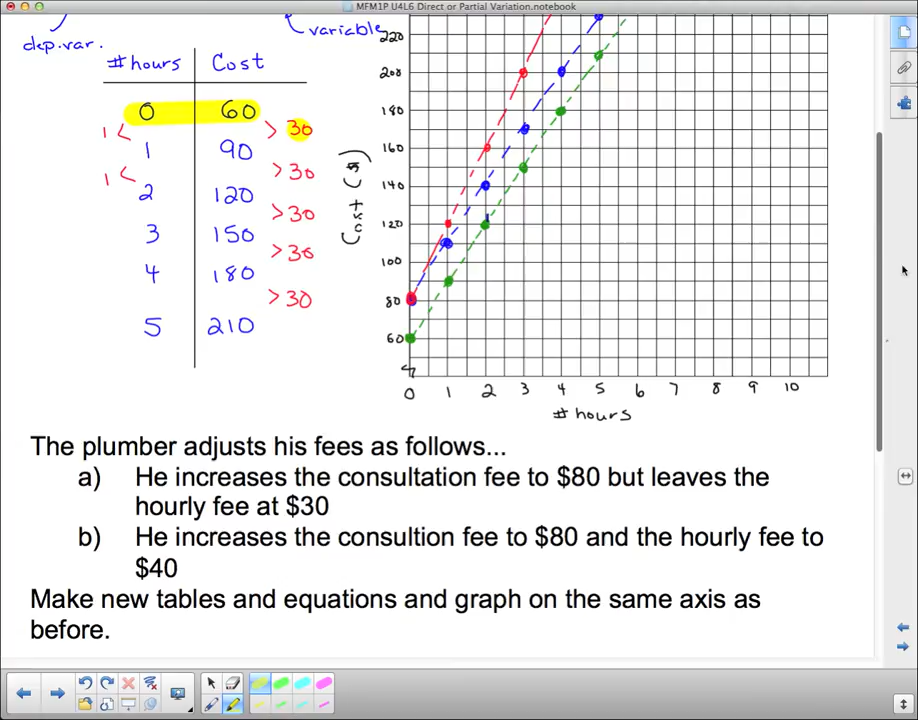 MFM1P U4L6 Direct or Partial Variation.notebook
dep.var.
variable
# hours Cost
0 60
1 < > 30
1 90
1 < > 30
2 120
> 30
3 150
> 30
4 180
> 30
5 210
Cost ($)
220
200
180
160
140
120
100
80
60
0 1 2 3 4 5 6 7 8 9 10
# hours
The plumber adjusts his fees as follows...
a) He increases the consultation fee to $80 but leaves the
hourly fee at $30
b) He increases the consultion fee to $80 and the hourly fee to
$40
Make new tables and equations and graph on the same axis as
before.